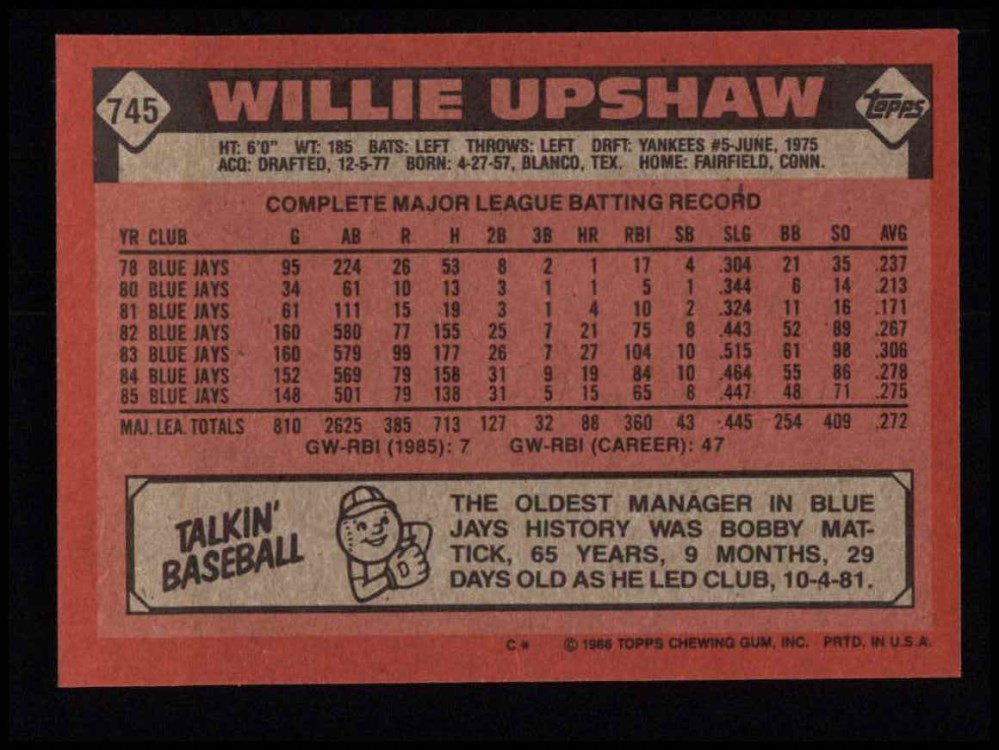 745 WILLIE UPSHAW Topps
HT: 6'0" WT: 185 BATS: LEFT THROWS: LEFT DRFT: YANKEES #5-JUNE, 1975
ACQ: DRAFTED, 12-5-77 BORN: 4-27-57, BLANCO, TEX. HOME: FAIRFIELD, CONN.
COMPLETE MAJOR LEAGUE BATTING RECORD
YR CLUB G AB R H 2B 3B HR RBI SB SLG BB SO AVG
78 BLUE JAYS 95 224 26 53 8 2 1 17 4 .304 21 35 .237
80 BLUE JAYS 34 61 10 13 3 1 1 5 1 .344 6 14 .213
81 BLUE JAYS 61 111 15 19 3 1 4 10 2 .324 11 16 .171
82 BLUE JAYS 160 580 77 155 25 7 21 75 8 .443 52 89 .267
83 BLUE JAYS 160 579 99 177 26 7 27 104 10 .515 61 98 .306
84 BLUE JAYS 152 569 79 158 31 9 19 84 10 .464 55 86 .278
85 BLUE JAYS 148 501 79 138 31 5 15 65 8 .447 48 71 .275
MAJ. LEA. TOTALS 810 2625 385 713 127 32 88 360 43 .445 254 409 .272
GW-RBI (1985): 7 GW-RBI (CAREER): 47
TALKIN'
BASEBALL
THE OLDEST MANAGER IN BLUE
JAYS HISTORY WAS BOBBY MAT-
TICK, 65 YEARS, 9 MONTHS, 29
DAYS OLD AS HE LED CLUB, 10-4-81.
C* © 1986 TOPPS CHEWING GUM, INC. PRTD. IN U.S.A.